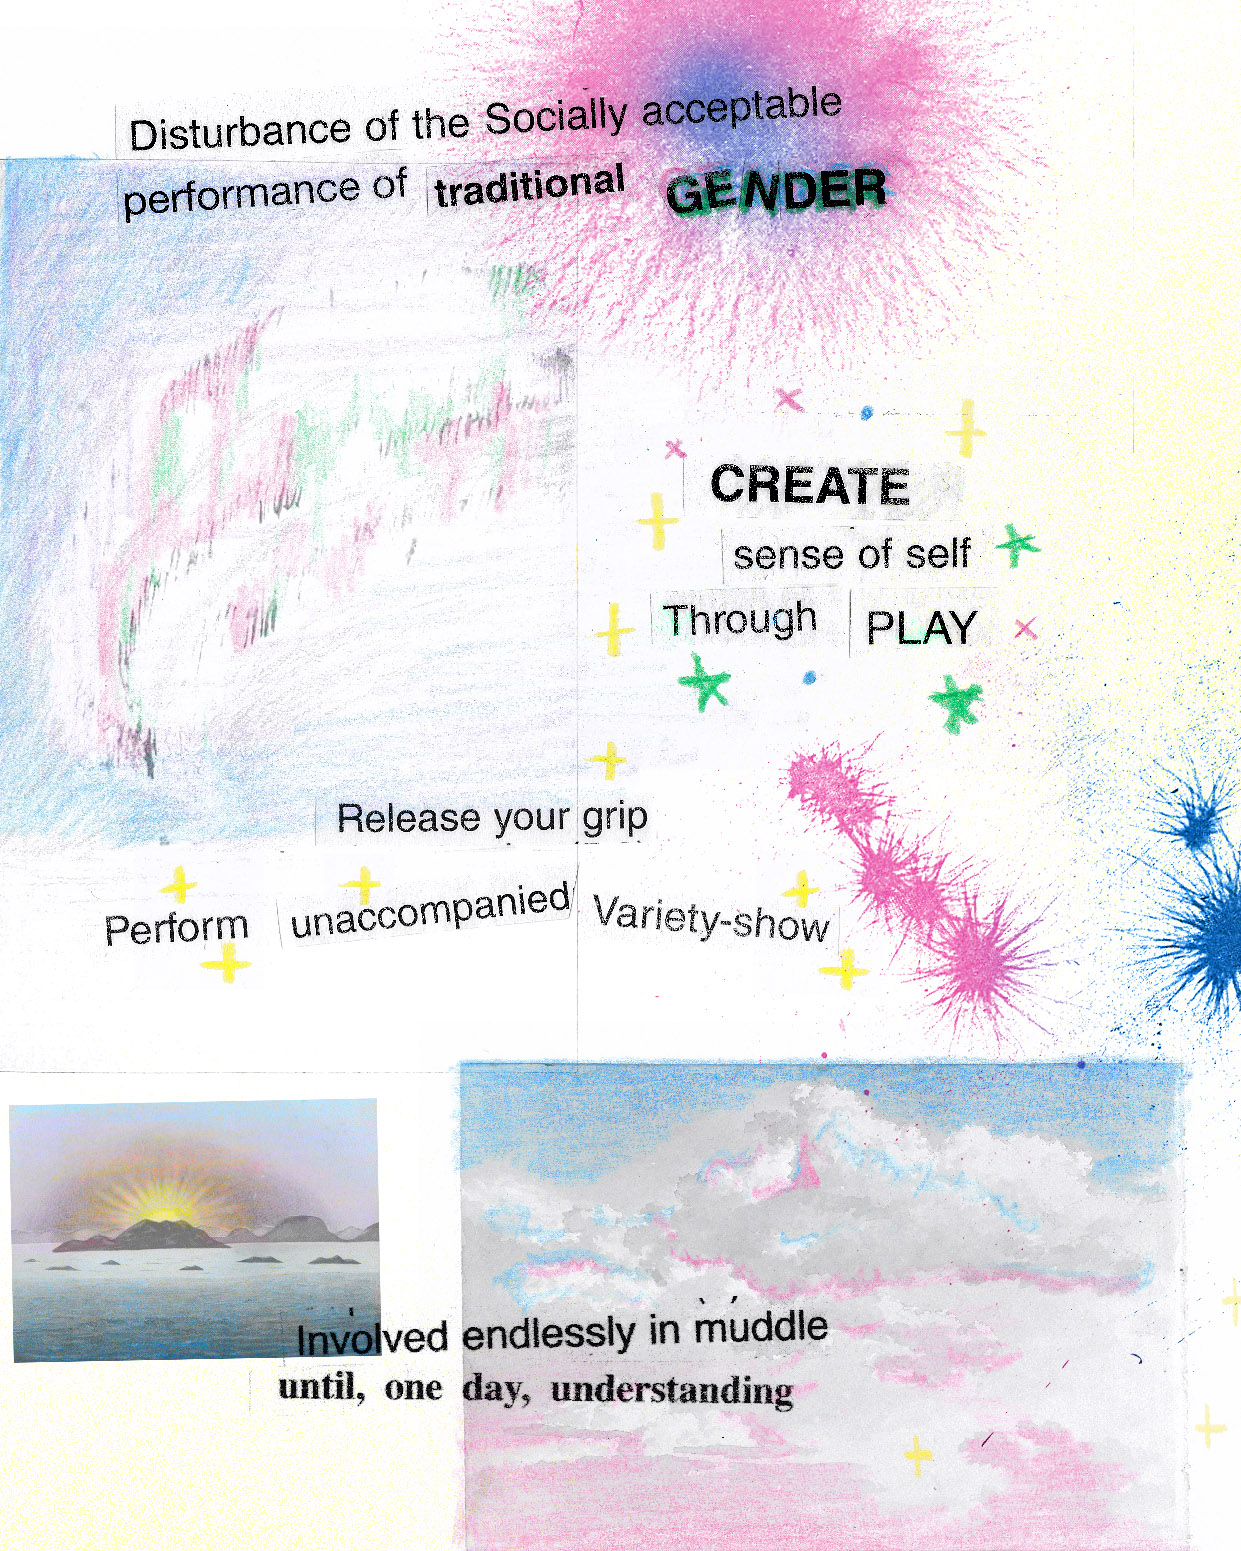 Disturbance of the Socially acceptable
performance of traditional GENDER
CREATE
sense of self
Through PLAY
Release your grip
Perform unaccompanied Variety-show
Involved endlessly in muddle
until, one day, understanding